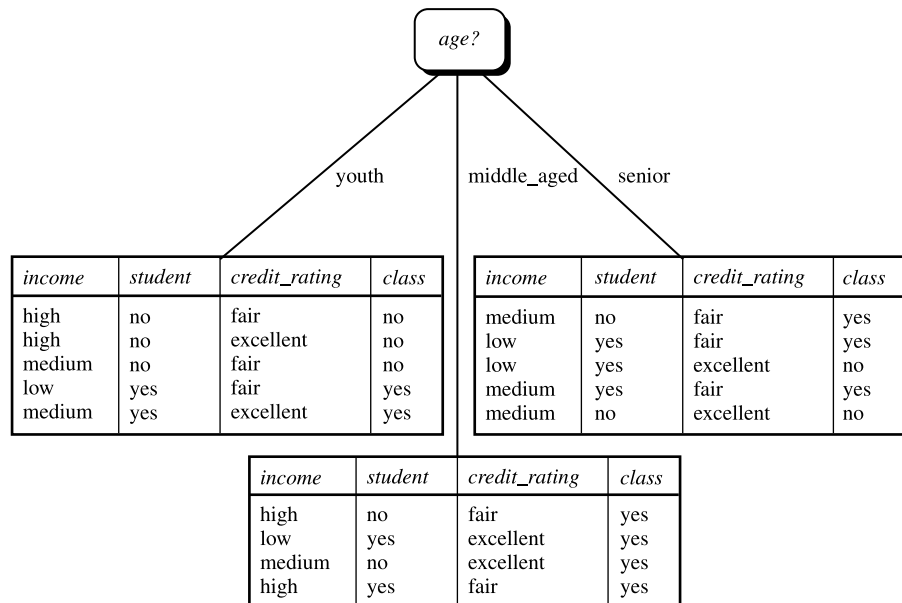 age?
youth
middle_aged
senior
income student credit_rating class
high no fair no
high no excellent no
medium no fair no
low yes fair yes
medium yes excellent yes
income student credit_rating class
medium no fair yes
low yes fair yes
low yes excellent no
medium yes fair yes
medium no excellent no
income student credit_rating class
high no fair yes
low yes excellent yes
medium no excellent yes
high yes fair yes